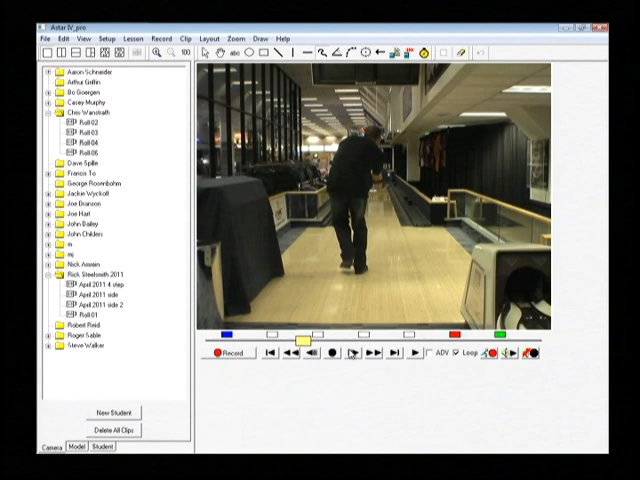 Astar IV_pro
File Edit View Setup Lesson Record Clip Layout Zoom Draw Help
abc
100
Aaron Schneider
Arthur Griffin
Bo Goergen
Casey Murphy
Chris Wanstrath
Roll-02
Roll-03
Roll-04
Roll-05
Dave Spille
Francis To
George Rosenbohm
Jackie Wyckoff
Joe Branson
Joe Hart
John Bailey
John Childers
m
mj
Nick Amrein
Rick Steelsmith 2011
April 2011 4 step
April 2011 side
April 2011 side 2
Roll-01
Robert Reid
Roger Sable
Steve Walker
Record
ADV
Loop
New Student
Delete All Clips
Camera Model Student